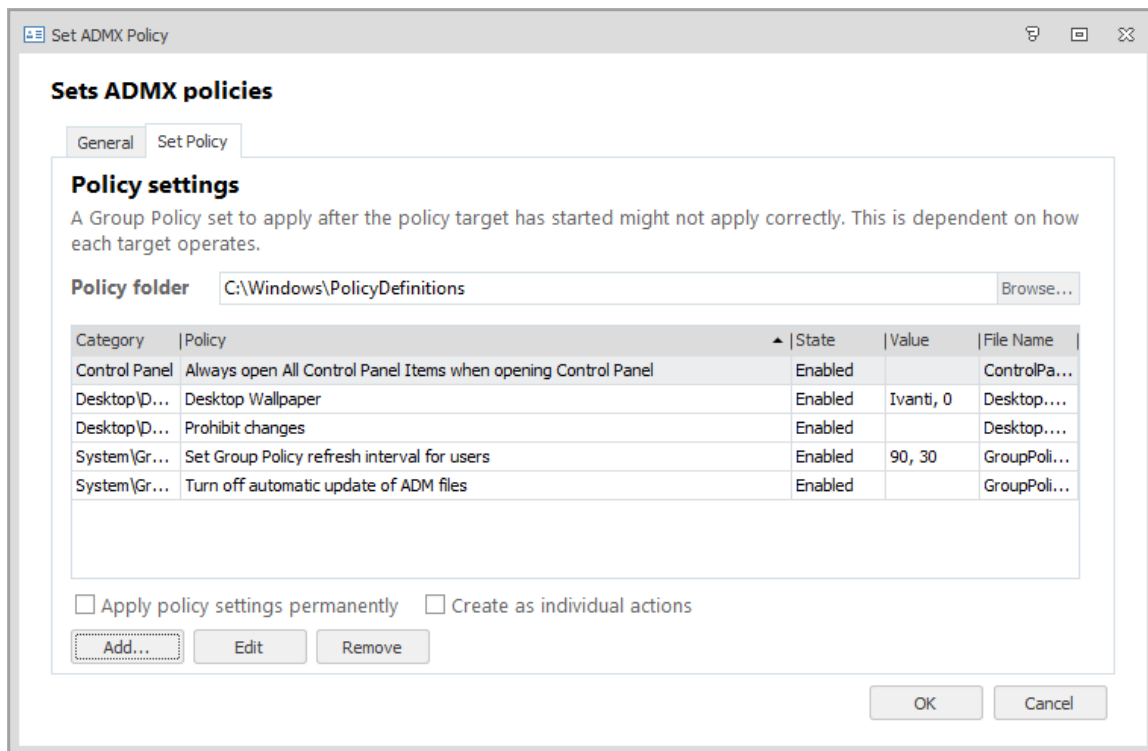 Set ADMX Policy
Sets ADMX policies
General Set Policy
Policy settings
A Group Policy set to apply after the policy target has started might not apply correctly. This is dependent on how
each target operates.
Policy folder C:\Windows\PolicyDefinitions Browse...
Category |Policy |State |Value |File Name |
Control Panel Always open All Control Panel Items when opening Control Panel Enabled ControlPa...
Desktop\D... Desktop Wallpaper Enabled Ivanti, 0 Desktop....
Desktop\D... Prohibit changes Enabled Desktop....
System\Gr... Set Group Policy refresh interval for users Enabled 90, 30 GroupPoli...
System\Gr... Turn off automatic update of ADM files Enabled GroupPoli...
Apply policy settings permanently Create as individual actions
Add... Edit Remove
OK Cancel